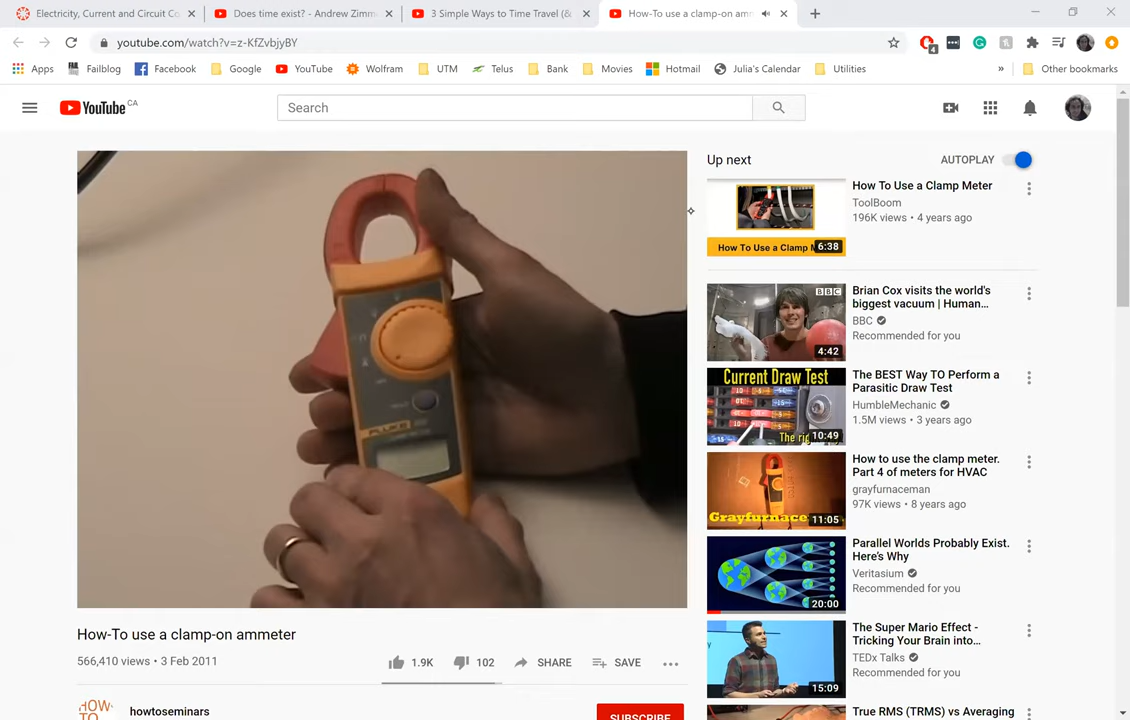 Electricity, Current and Circuit Co
Does time exist? - Andrew Zimme
3 Simple Ways to Time Travel (&
How-To use a clamp-on amm
youtube.com/watch?v=z-KfZvbjyBY
4
Apps
Failblog
Facebook
Google
YouTube
Wolfram
UTM
Telus
Bank
Movies
Hotmail
Julia's Calendar
Utilities
»
Other bookmarks
YouTube CA
Search
FLUKE
How-To use a clamp-on ammeter
566,410 views • 3 Feb 2011
1.9K
102
SHARE
SAVE
HOW
TO
howtoseminars
SUBSCRIBE
Up next
AUTOPLAY
How To Use a Clamp M
6:38
How To Use a Clamp Meter
ToolBoom
196K views • 4 years ago
BBC
4:42
Brian Cox visits the world's
biggest vacuum | Human...
BBC
Recommended for you
Current Draw Test
The rig
10:49
The BEST Way TO Perform a
Parasitic Draw Test
HumbleMechanic
1.5M views • 3 years ago
Grayfurnace
11:05
How to use the clamp meter.
Part 4 of meters for HVAC
grayfurnaceman
97K views • 8 years ago
20:00
Parallel Worlds Probably Exist.
Here's Why
Veritasium
Recommended for you
15:09
The Super Mario Effect -
Tricking Your Brain into...
TEDx Talks
Recommended for you
True RMS (TRMS) vs Averaging